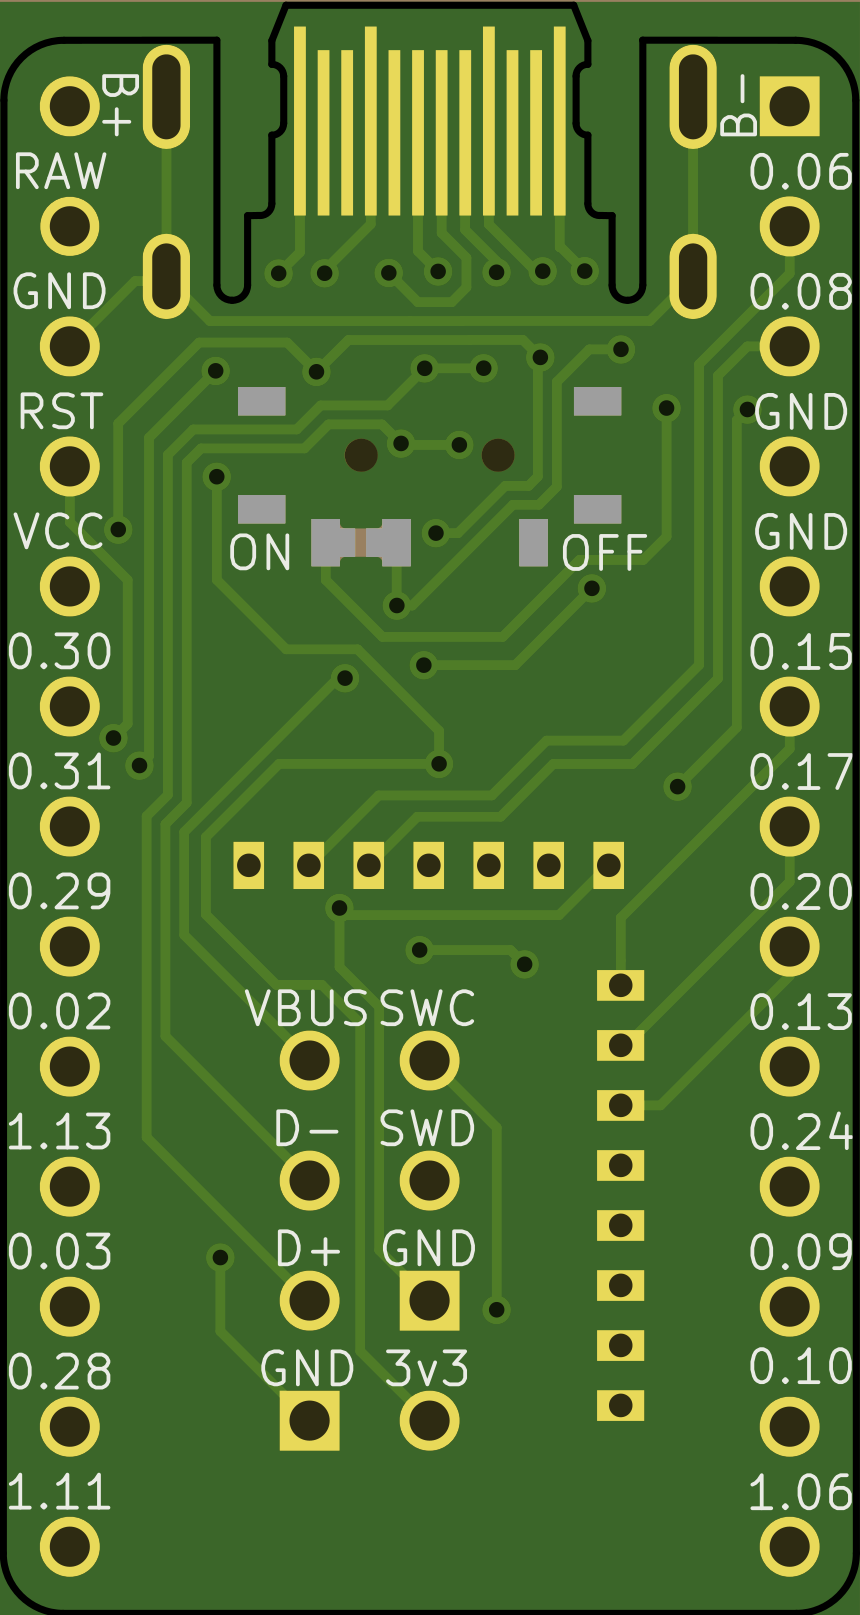 B+
B-
RAW
0.06
GND
0.08
RST
GND
VCC
GND
ON
OFF
0.30
0.15
0.31
0.17
0.29
0.20
0.02
0.13
VBUS
SWC
1.13
0.24
D-
SWD
0.03
0.09
D+
GND
0.28
0.10
GND
3v3
1.11
1.06